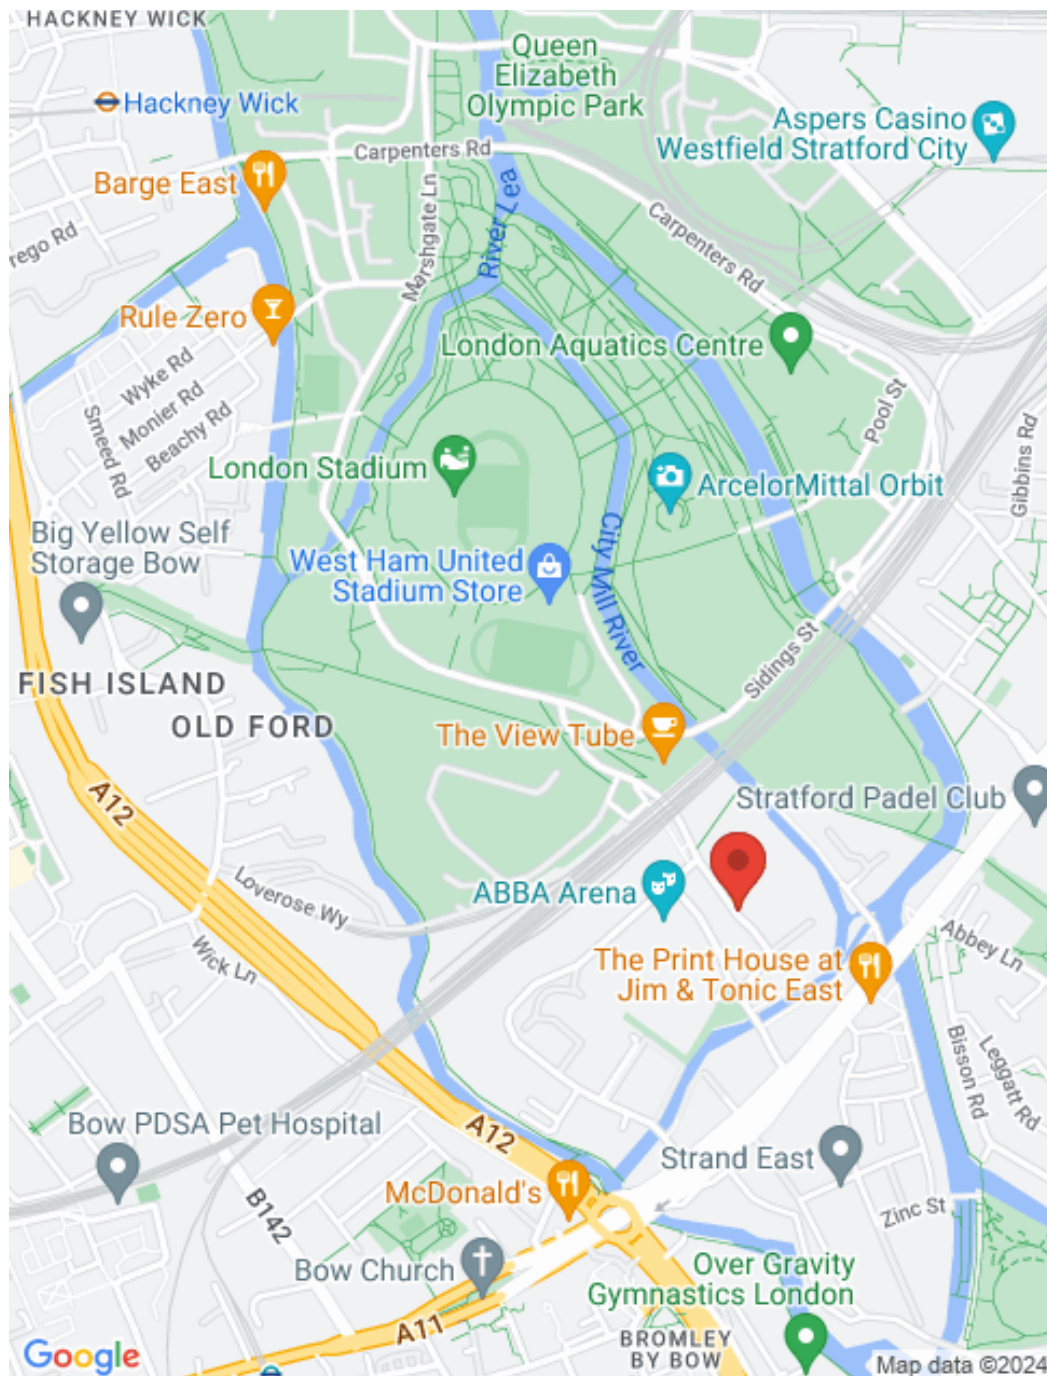 HACKNEY WICK
Queen
Elizabeth
Olympic Park
Hackney Wick
Aspers Casino
Westfield Stratford City
Carpenters Rd
Barge East
River Lea
Marshgate Ln
Carpenters Rd
rego Rd
Rule Zero
London Aquatics Centre
Wyke Rd
Monier Rd
Beachy Rd
Smeed Rd
Pool St
Gibbins Rd
London Stadium
ArcelorMittal Orbit
Big Yellow Self
Storage Bow
West Ham United
Stadium Store
City Mill River
Sidings St
FISH ISLAND
OLD FORD
The View Tube
A12
Stratford Padel Club
Loverose Wy
ABBA Arena
Wick Ln
The Print House at
Jim & Tonic East
Abbey Ln
Bisson Rd
Leggatt Rd
Bow PDSA Pet Hospital
A12
Strand East
McDonald's
B142
Zinc St
Bow Church
Over Gravity
Gymnastics London
A11
BROMLEY
BY BOW
Google
Map data ©2024